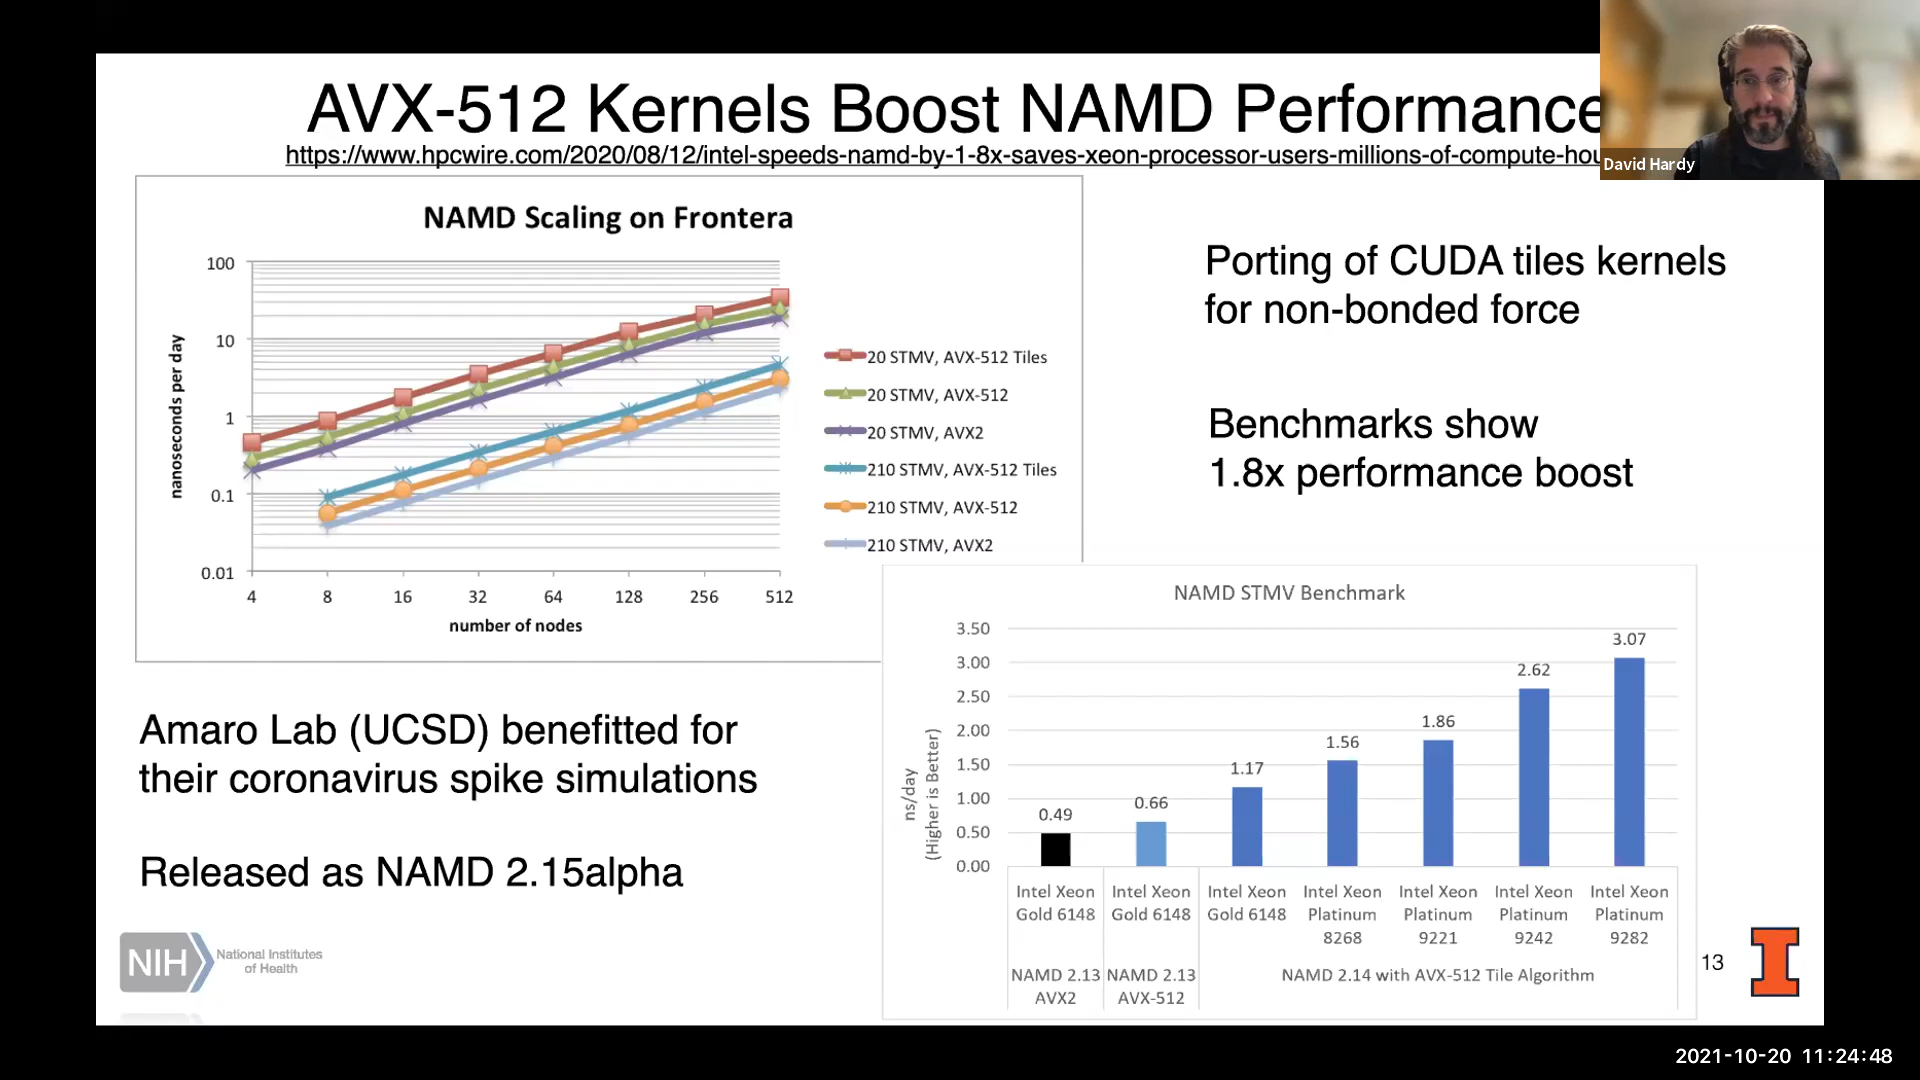 AVX-512 Kernels Boost NAMD Performance
https://www.hpcwire.com/2020/08/12/intel-speeds-namd-by-1-8x-saves-xeon-processor-users-millions-of-compute-hou
David Hardy
NAMD Scaling on Frontera
100
10
1
0.1
0.01
nanoseconds per day
4 8 16 32 64 128 256 512
number of nodes
20 STMV, AVX-512 Tiles
20 STMV, AVX-512
20 STMV, AVX2
210 STMV, AVX-512 Tiles
210 STMV, AVX-512
210 STMV, AVX2
Porting of CUDA tiles kernels
for non-bonded force
Benchmarks show
1.8x performance boost
Amaro Lab (UCSD) benefitted for
their coronavirus spike simulations
Released as NAMD 2.15alpha
NAMD STMV Benchmark
3.50
3.00
2.50
2.00
1.50
1.00
0.50
0.00
ns/day
(Higher is Better)
0.49
0.66
1.17
1.56
1.86
2.62
3.07
Intel Xeon Intel Xeon Intel Xeon Intel Xeon Intel Xeon Intel Xeon Intel Xeon
Gold 6148 Gold 6148 Gold 6148 Platinum Platinum Platinum Platinum
8268 9221 9242 9282
NAMD 2.13 NAMD 2.13 NAMD 2.14 with AVX-512 Tile Algorithm
AVX2 AVX-512
NIH
National Institutes
of Health
13
2021-10-20 11:24:48